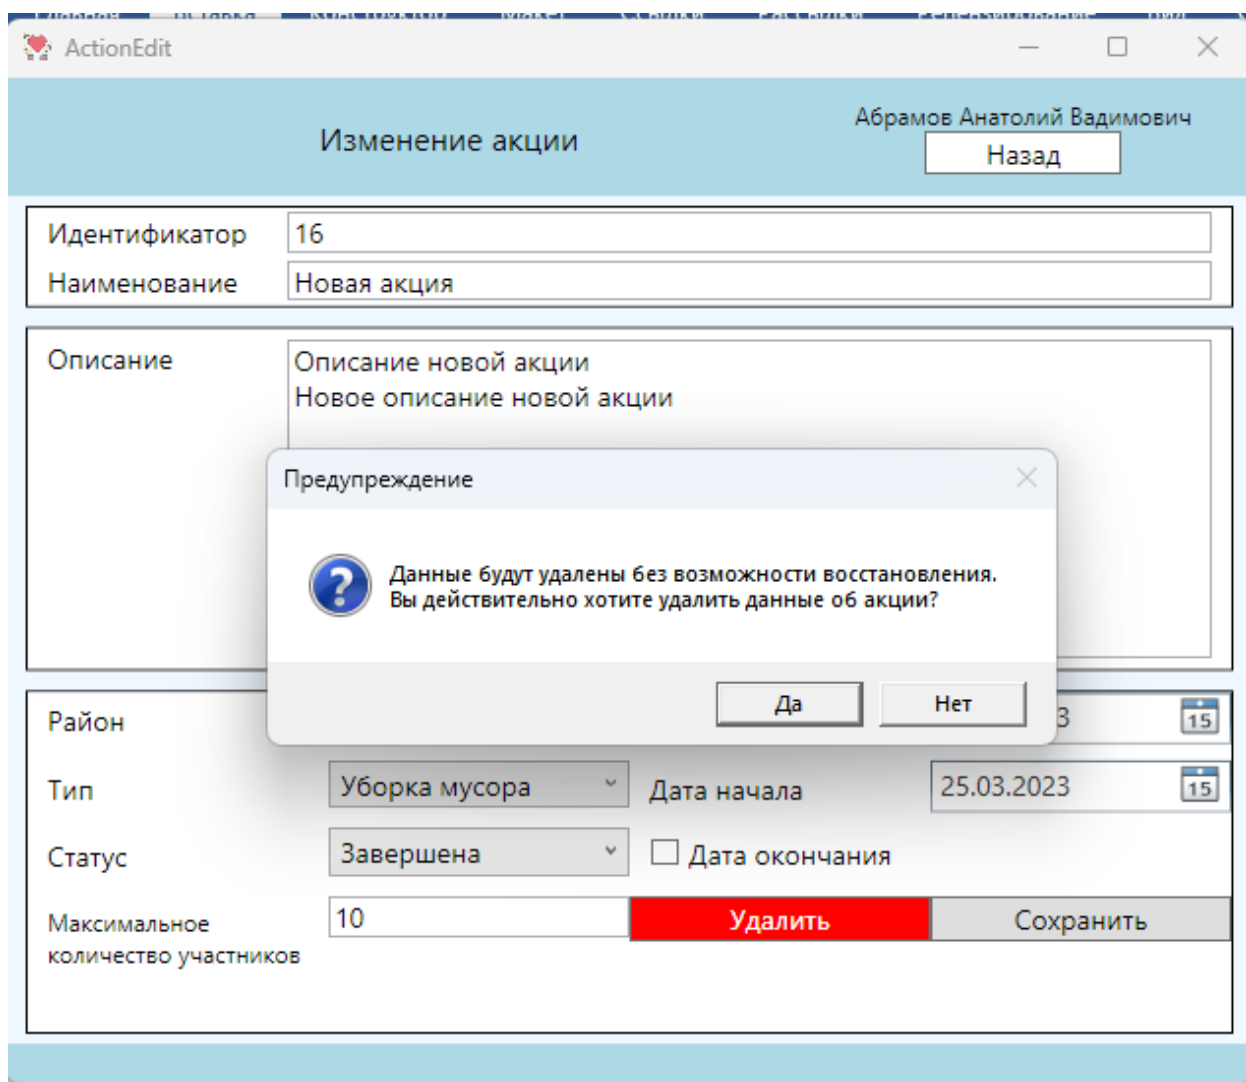 ActionEdit
Абрамов Анатолий Вадимович
Изменение акции
Назад
Идентификатор 16
Наименование Новая акция
Описание Описание новой акции
Новое описание новой акции
Предупреждение
Данные будут удалены без возможности восстановления.
Вы действительно хотите удалить данные об акции?
Да Нет
Район 3 15
Тип Уборка мусора Дата начала 25.03.2023 15
Статус Завершена Дата окончания
Максимальное 10 Удалить Сохранить
количество участников